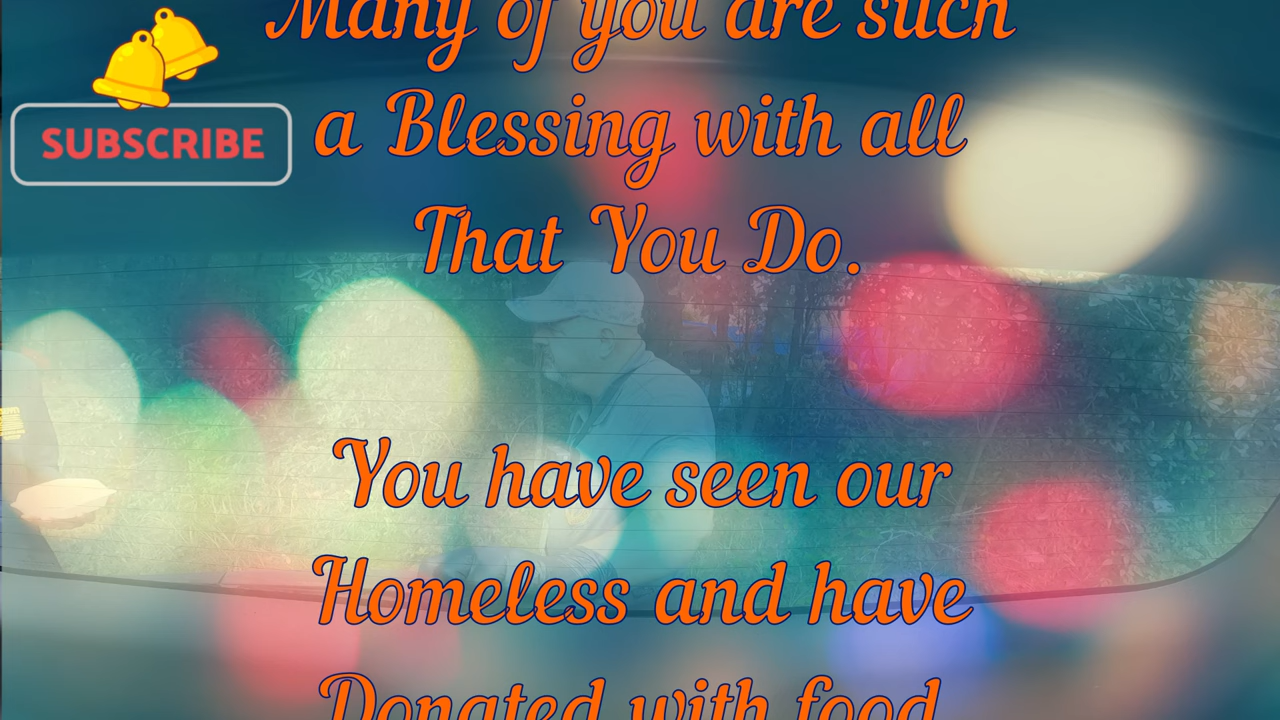 Many of you are such
SUBSCRIBE
a Blessing with all
That You Do.
You have seen our
Homeless and have
Donated with food